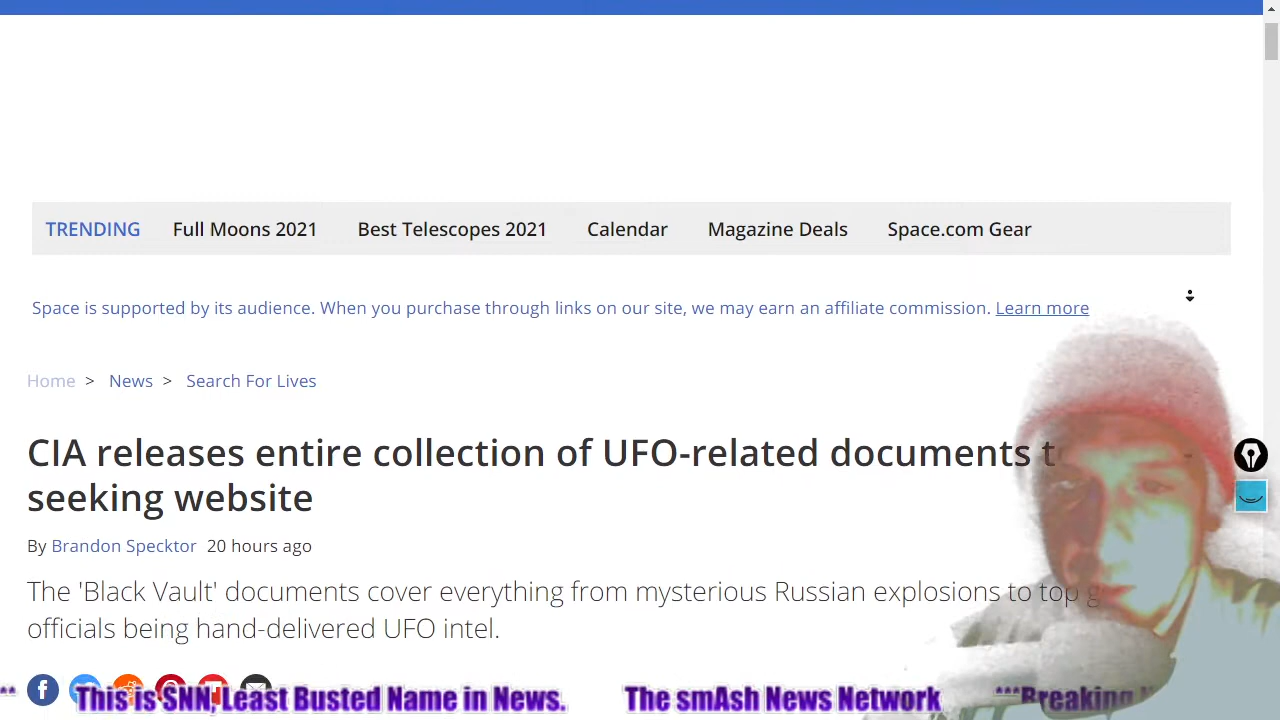 TRENDING Full Moons 2021 Best Telescopes 2021 Calendar Magazine Deals Space.com Gear
Space is supported by its audience. When you purchase through links on our site, we may earn an affiliate commission. Learn more
Home > News > Search For Lives
CIA releases entire collection of UFO-related documents
seeking website
By Brandon Specktor 20 hours ago
The 'Black Vault' documents cover everything from mysterious Russian explosions to top
officials being hand-delivered UFO intel.
** This is SNN, Least Busted Name in News. The smAsh News Network ***Breaking